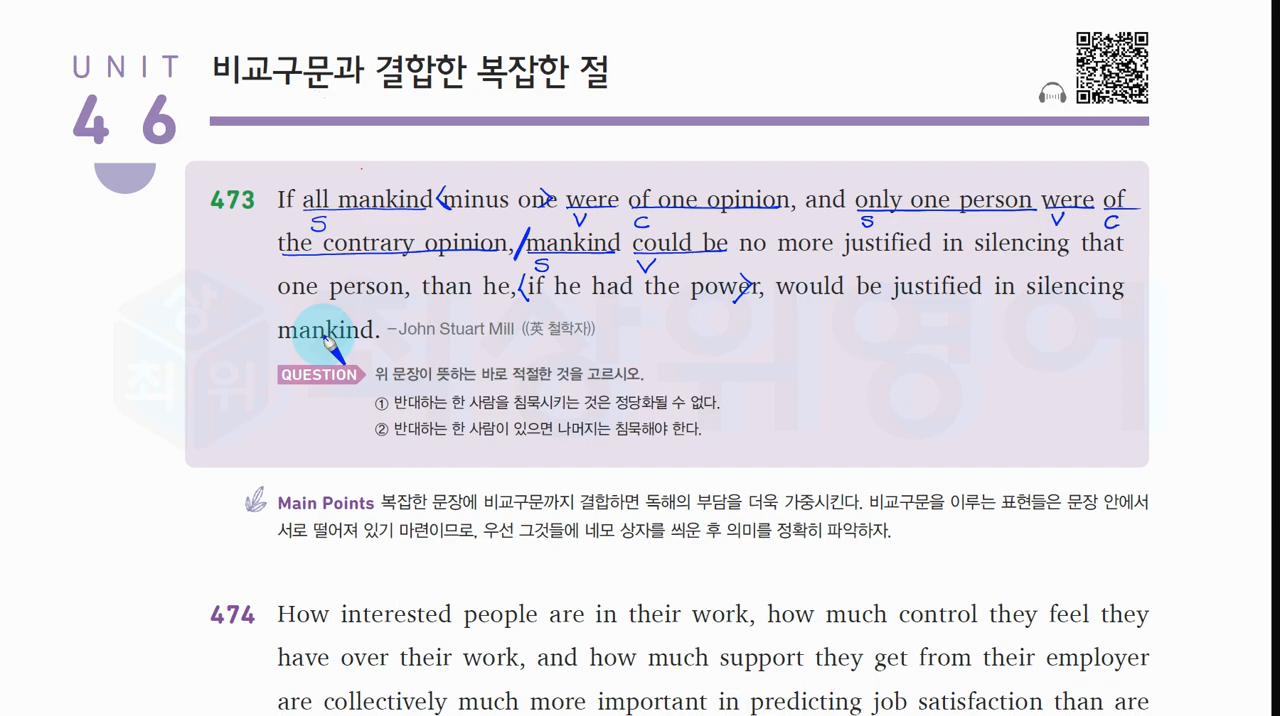 UNIT
46
비교구문과 결합한 복잡한 절
473 If all mankind minus one were of one opinion, and only one person were of
S V C S V C
the contrary opinion, mankind could be no more justified in silencing that
S V
one person, than he, if he had the power, would be justified in silencing
mankind. –John Stuart Mill ((英 철학자))
QUESTION 위 문장이 뜻하는 바로 적절한 것을 고르시오.
① 반대하는 한 사람을 침묵시키는 것은 정당화될 수 없다.
② 반대하는 한 사람이 있으면 나머지는 침묵해야 한다.
최상위영어
상
최 위
Main Points 복잡한 문장에 비교구문까지 결합하면 독해의 부담을 더욱 가중시킨다. 비교구문을 이루는 표현들은 문장 안에서
서로 떨어져 있기 마련이므로, 우선 그것들에 네모 상자를 씌운 후 의미를 정확히 파악하자.
474 How interested people are in their work, how much control they feel they
have over their work, and how much support they get from their employer
are collectively much more important in predicting job satisfaction than are